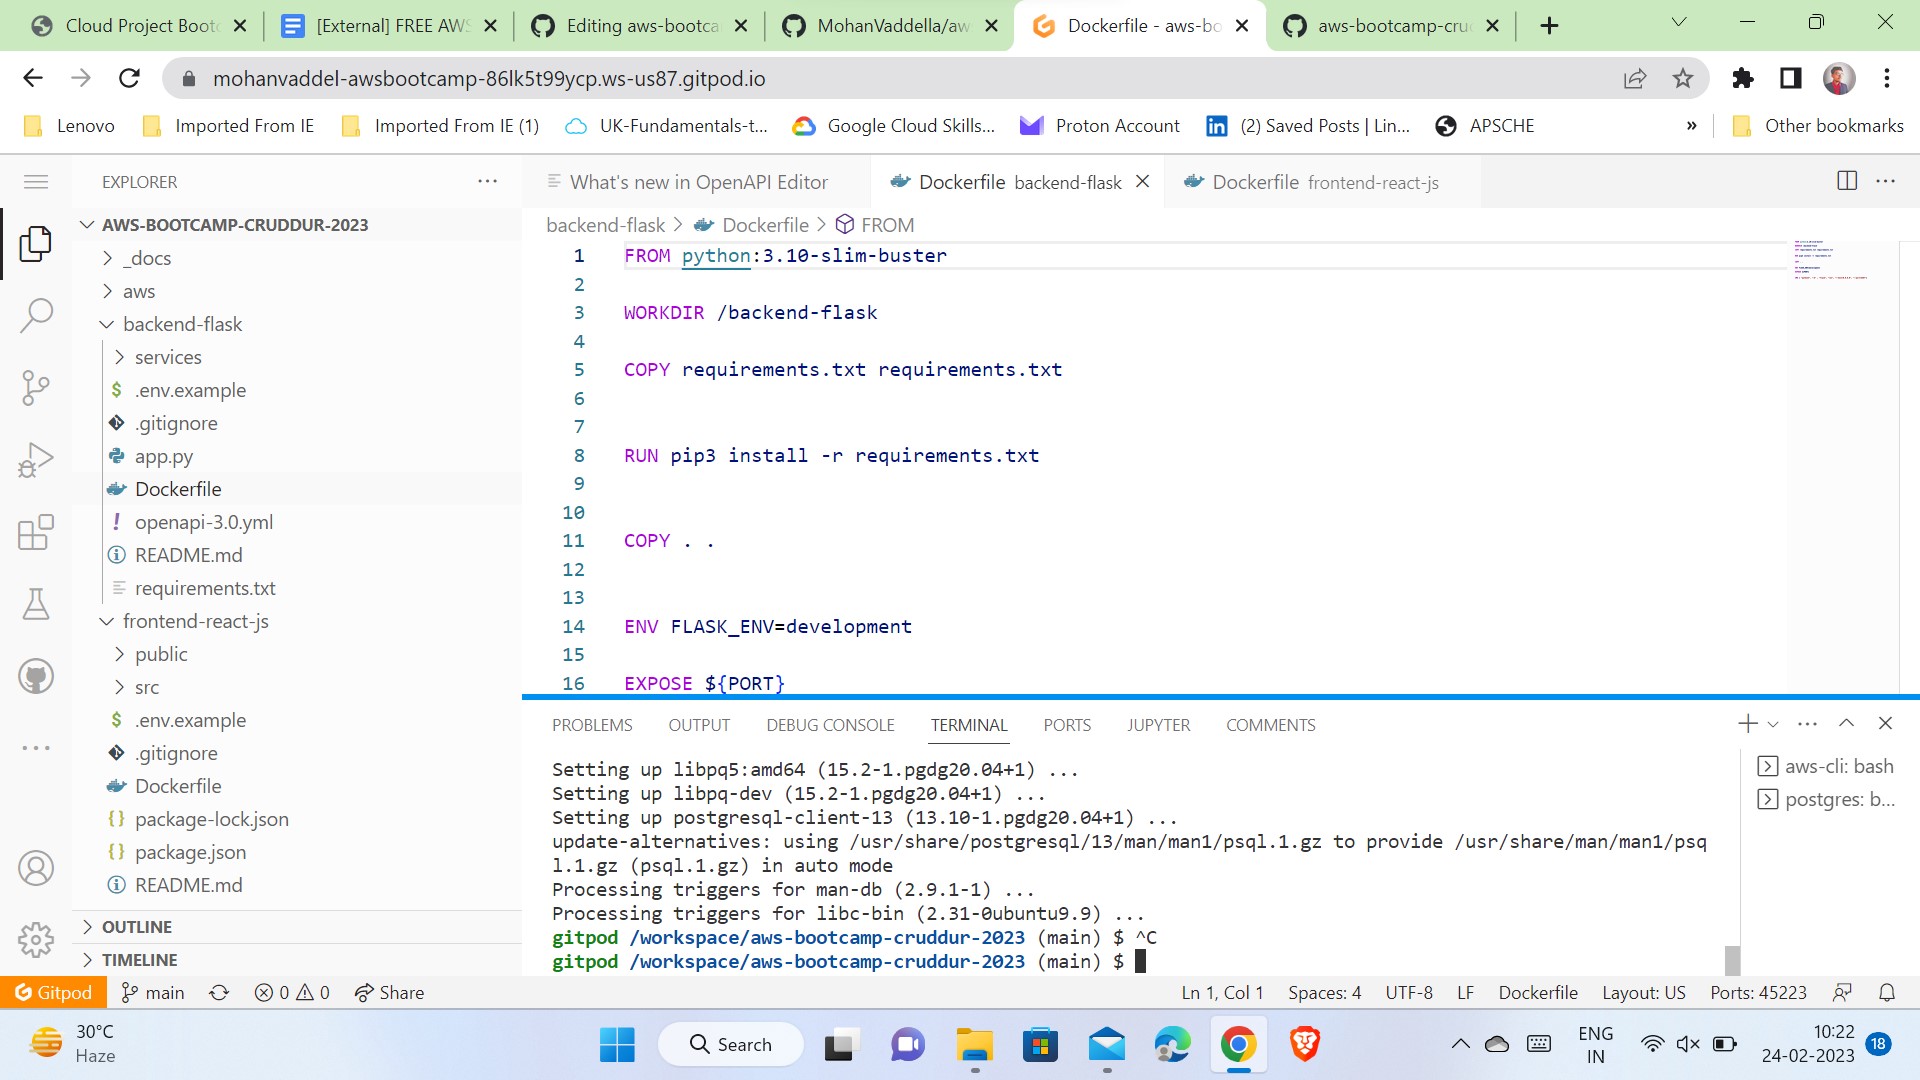 Cloud Project Bootc
[External] FREE AWS
Editing aws-bootca
MohanVaddella/aw
Dockerfile - aws-bo
aws-bootcamp-cru
mohanvaddel-awsbootcamp-86lk5t99ycp.ws-us87.gitpod.io
Lenovo
Imported From IE
Imported From IE (1)
UK-Fundamentals-t...
Google Cloud Skills...
Proton Account
(2) Saved Posts | Lin...
APSCHE
»
Other bookmarks
EXPLORER
AWS-BOOTCAMP-CRUDDUR-2023
_docs
aws
backend-flask
services
.env.example
.gitignore
app.py
Dockerfile
openapi-3.0.yml
README.md
requirements.txt
frontend-react-js
public
src
.env.example
.gitignore
Dockerfile
package-lock.json
package.json
README.md
OUTLINE
TIMELINE
What's new in OpenAPI Editor
Dockerfile backend-flask
Dockerfile frontend-react-js
backend-flask > Dockerfile > FROM
1 FROM python:3.10-slim-buster
2
3 WORKDIR /backend-flask
4
5 COPY requirements.txt requirements.txt
6
7
8 RUN pip3 install -r requirements.txt
9
10
11 COPY . .
12
13
14 ENV FLASK_ENV=development
15
16 EXPOSE ${PORT}
PROBLEMS OUTPUT DEBUG CONSOLE TERMINAL PORTS JUPYTER COMMENTS
Setting up libpq5:amd64 (15.2-1.pgdg20.04+1) ...
Setting up libpq-dev (15.2-1.pgdg20.04+1) ...
Setting up postgresql-client-13 (13.10-1.pgdg20.04+1) ...
update-alternatives: using /usr/share/postgresql/13/man/man1/psql.1.gz to provide /usr/share/man/man1/psq
l.1.gz (psql.1.gz) in auto mode
Processing triggers for man-db (2.9.1-1) ...
Processing triggers for libc-bin (2.31-0ubuntu9.9) ...
gitpod /workspace/aws-bootcamp-cruddur-2023 (main) $ ^C
gitpod /workspace/aws-bootcamp-cruddur-2023 (main) $
aws-cli: bash
postgres: b...
Gitpod main 0 0 Share
Ln 1, Col 1 Spaces: 4 UTF-8 LF Dockerfile Layout: US Ports: 45223
30°C
Haze
Search
ENG
IN
10:22
24-02-2023
18